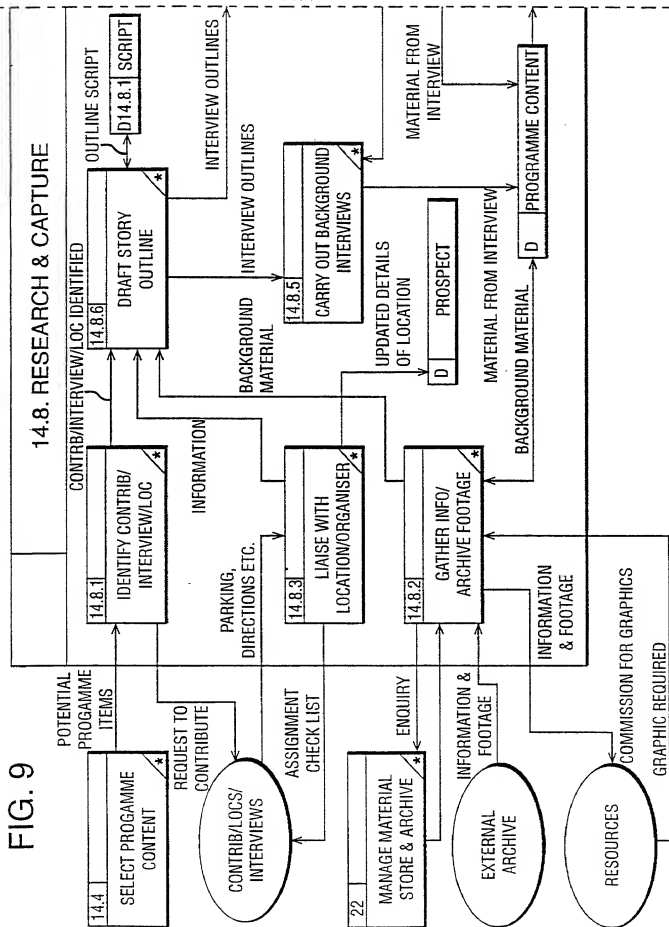 FIG. 9
14.8. RESEARCH & CAPTURE
14.4
SELECT PROGAMME
CONTENT
POTENTIAL
PROGAMME
ITEMS
REQUEST TO
CONTRIBUTE
CONTRIB/LOCS/
INTERVIEWS
ASSIGNMENT
CHECK LIST
PARKING,
DIRECTIONS ETC.
22
MANAGE MATERIAL
STORE & ARCHIVE
*
ENQUIRY
INFORMATION &
FOOTAGE
EXTERNAL
ARCHIVE
RESOURCES
COMMISSION FOR GRAPHICS
GRAPHIC REQUIRED
INFORMATION
& FOOTAGE
14.8.1
IDENTIFY CONTRIB/
INTERVIEW/LOC
*
CONTRB/INTERVIEW/LOC IDENTIFIED
INFORMATION
14.8.3
LIAISE WITH
LOCATION/ORGANISER
*
BACKGROUND
MATERIAL
14.8.2
GATHER INFO/
ARCHIVE FOOTAGE
*
UPDATED DETAILS
OF LOCATION
D
PROSPECT
14.8.6
DRAFT STORY
OUTLINE
*
OUTLINE SCRIPT
D14.8.1
SCRIPT
INTERVIEW OUTLINES
INTERVIEW OUTLINES
14.8.5
CARRY OUT BACKGROUND
INTERVIEWS
*
MATERIAL FROM INTERVIEW
MATERIAL FROM
INTERVIEW
BACKGROUND MATERIAL
D
PROGRAMME CONTENT
*